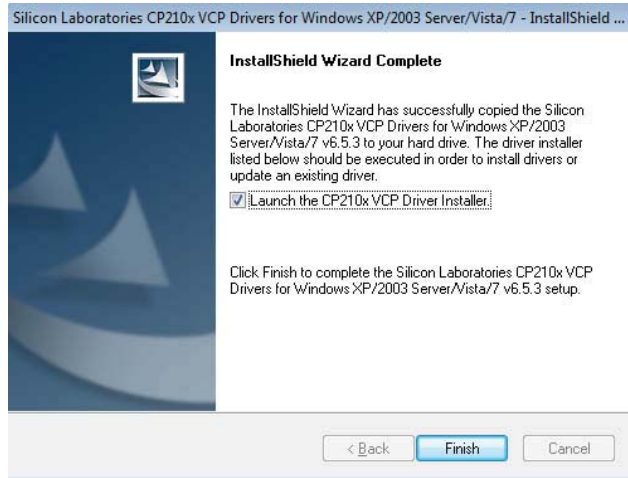 Silicon Laboratories CP210x VCP Drivers for Windows XP/2003 Server/Vista/7 - InstallShield ...
InstallShield Wizard Complete
The InstallShield Wizard has successfully copied the Silicon
Laboratories CP210x VCP Drivers for Windows XP/2003
Server/Vista/7 v6.5.3 to your hard drive. The driver installer
listed below should be executed in order to install drivers or
update an existing driver.
Launch the CP210x VCP Driver Installer.
Click Finish to complete the Silicon Laboratories CP210x VCP
Drivers for Windows XP/2003 Server/Vista/7 v6.5.3 setup.
< Back
Finish
Cancel